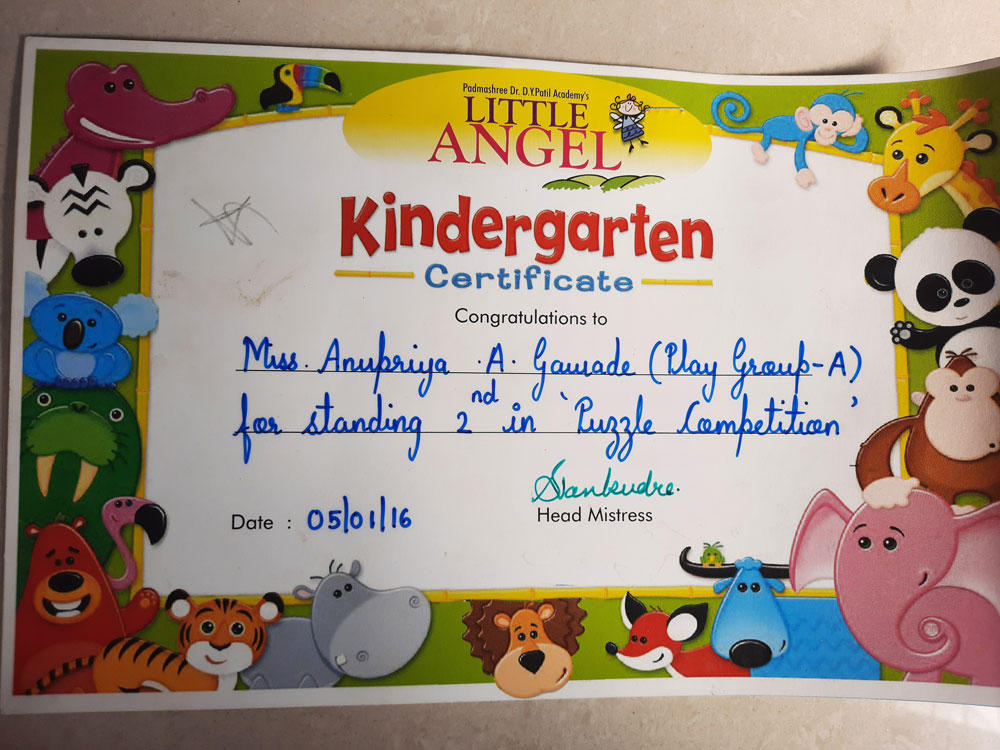 Padmashree Dr. D.Y.Patil Academy's
LITTLE
ANGEL
Kindergarten
Certificate
Congratulations to
Miss. Anupriya .A. Gawade (Play Group-A)
for standing 2nd in 'Puzzle Competition'
Date : 05/01/16
Head Mistress